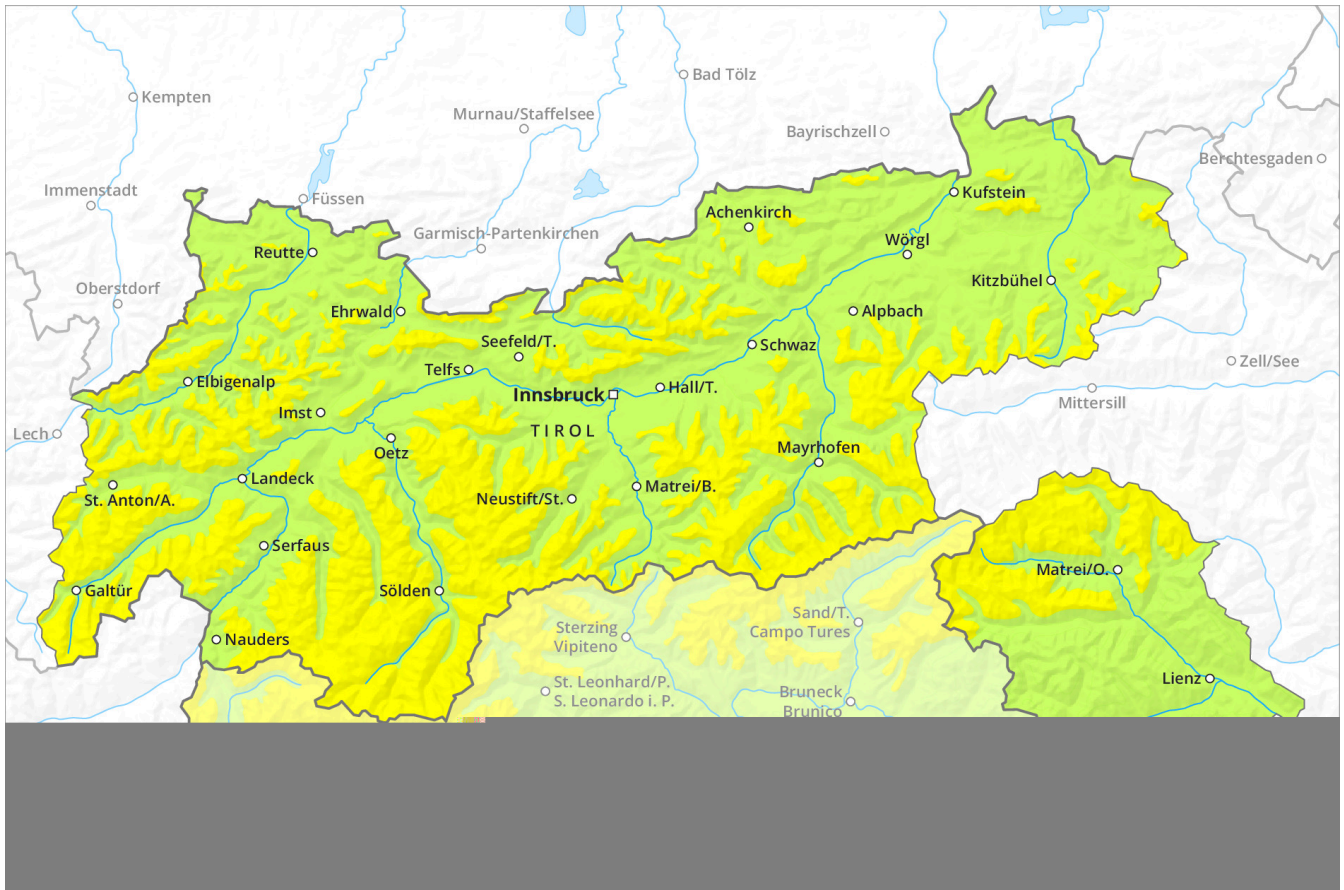 Kempten
Bad Tölz
Murnau/Staffelsee
Bayrischzell
Berchtesgaden
Immenstadt
Füssen
Kufstein
Achenkirch
Garmisch-Partenkirchen
Wörgl
Reutte
Oberstdorf
Kitzbühel
Ehrwald
Alpbach
Seefeld/T.
Schwaz
Zell/See
Telfs
Elbigenalp
Hall/T.
Innsbruck
Mittersill
Imst
TIROL
Lech
Mayrhofen
Oetz
Landeck
Matrei/B.
St. Anton/A.
Neustift/St.
Serfaus
Matrei/O.
Galtür
Sölden
Sand/T.
Campo Tures
Sterzing
Vipiteno
Nauders
Lienz
St. Leonhard/P.
S. Leonardo i. P.
Bruneck
Brunico